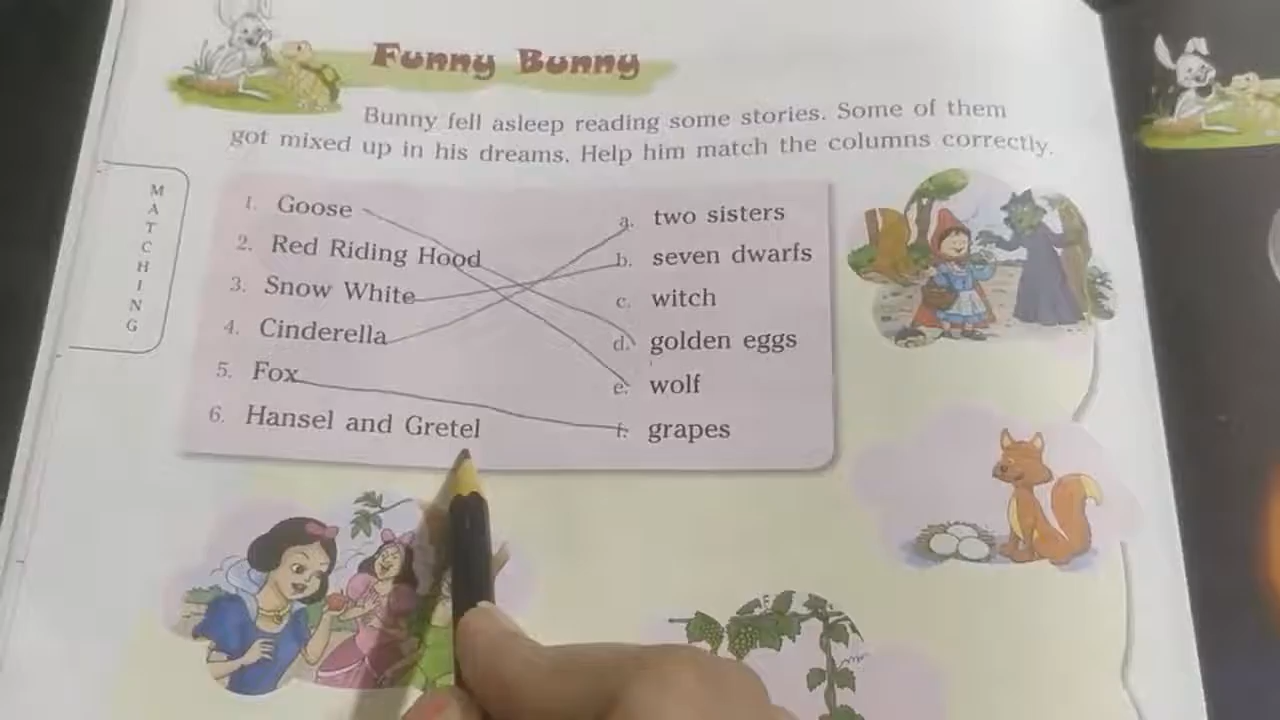 Funny Bunny
Bunny fell asleep reading some stories. Some of them
got mixed up in his dreams. Help him match the columns correctly.
MATCHING
1. Goose
2. Red Riding Hood
3. Snow White
4. Cinderella
5. Fox
6. Hansel and Gretel
a. two sisters
b. seven dwarfs
c. witch
d. golden eggs
e. wolf
f. grapes